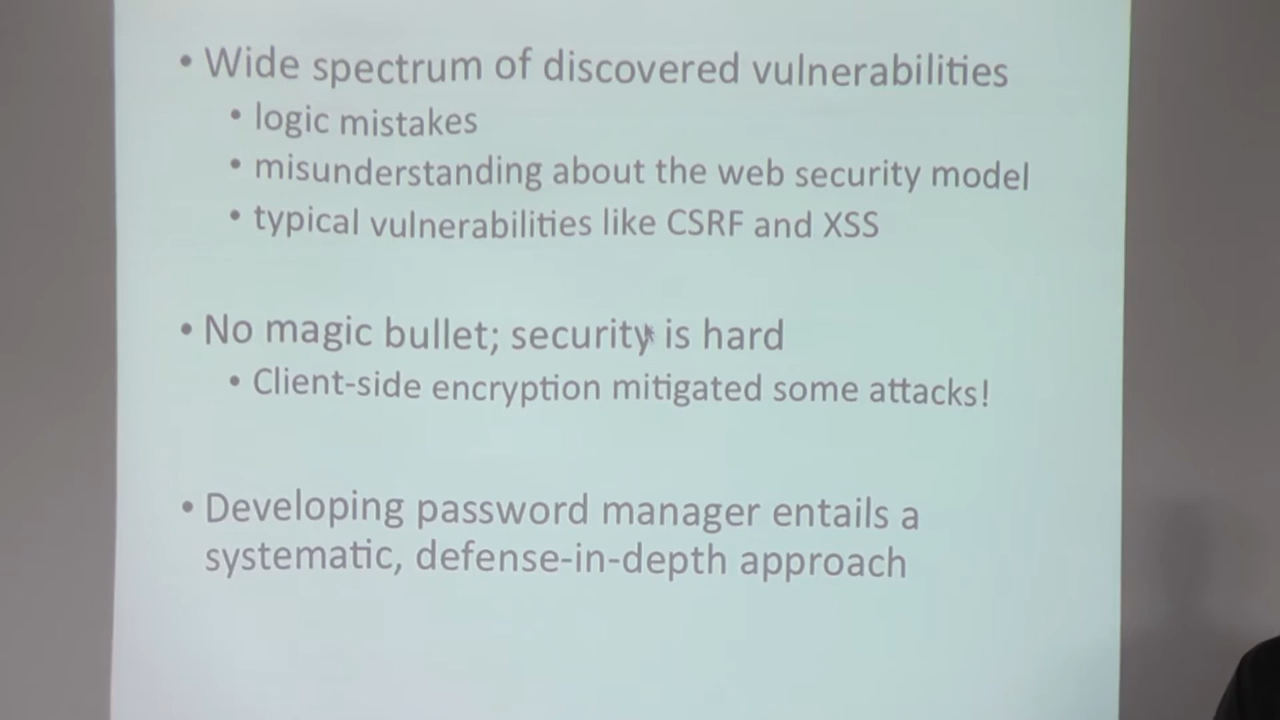 • Wide spectrum of discovered vulnerabilities
• logic mistakes
• misunderstanding about the web security model
• typical vulnerabilities like CSRF and XSS
• No magic bullet; security is hard
• Client-side encryption mitigated some attacks!
• Developing password manager entails a
systematic, defense-in-depth approach